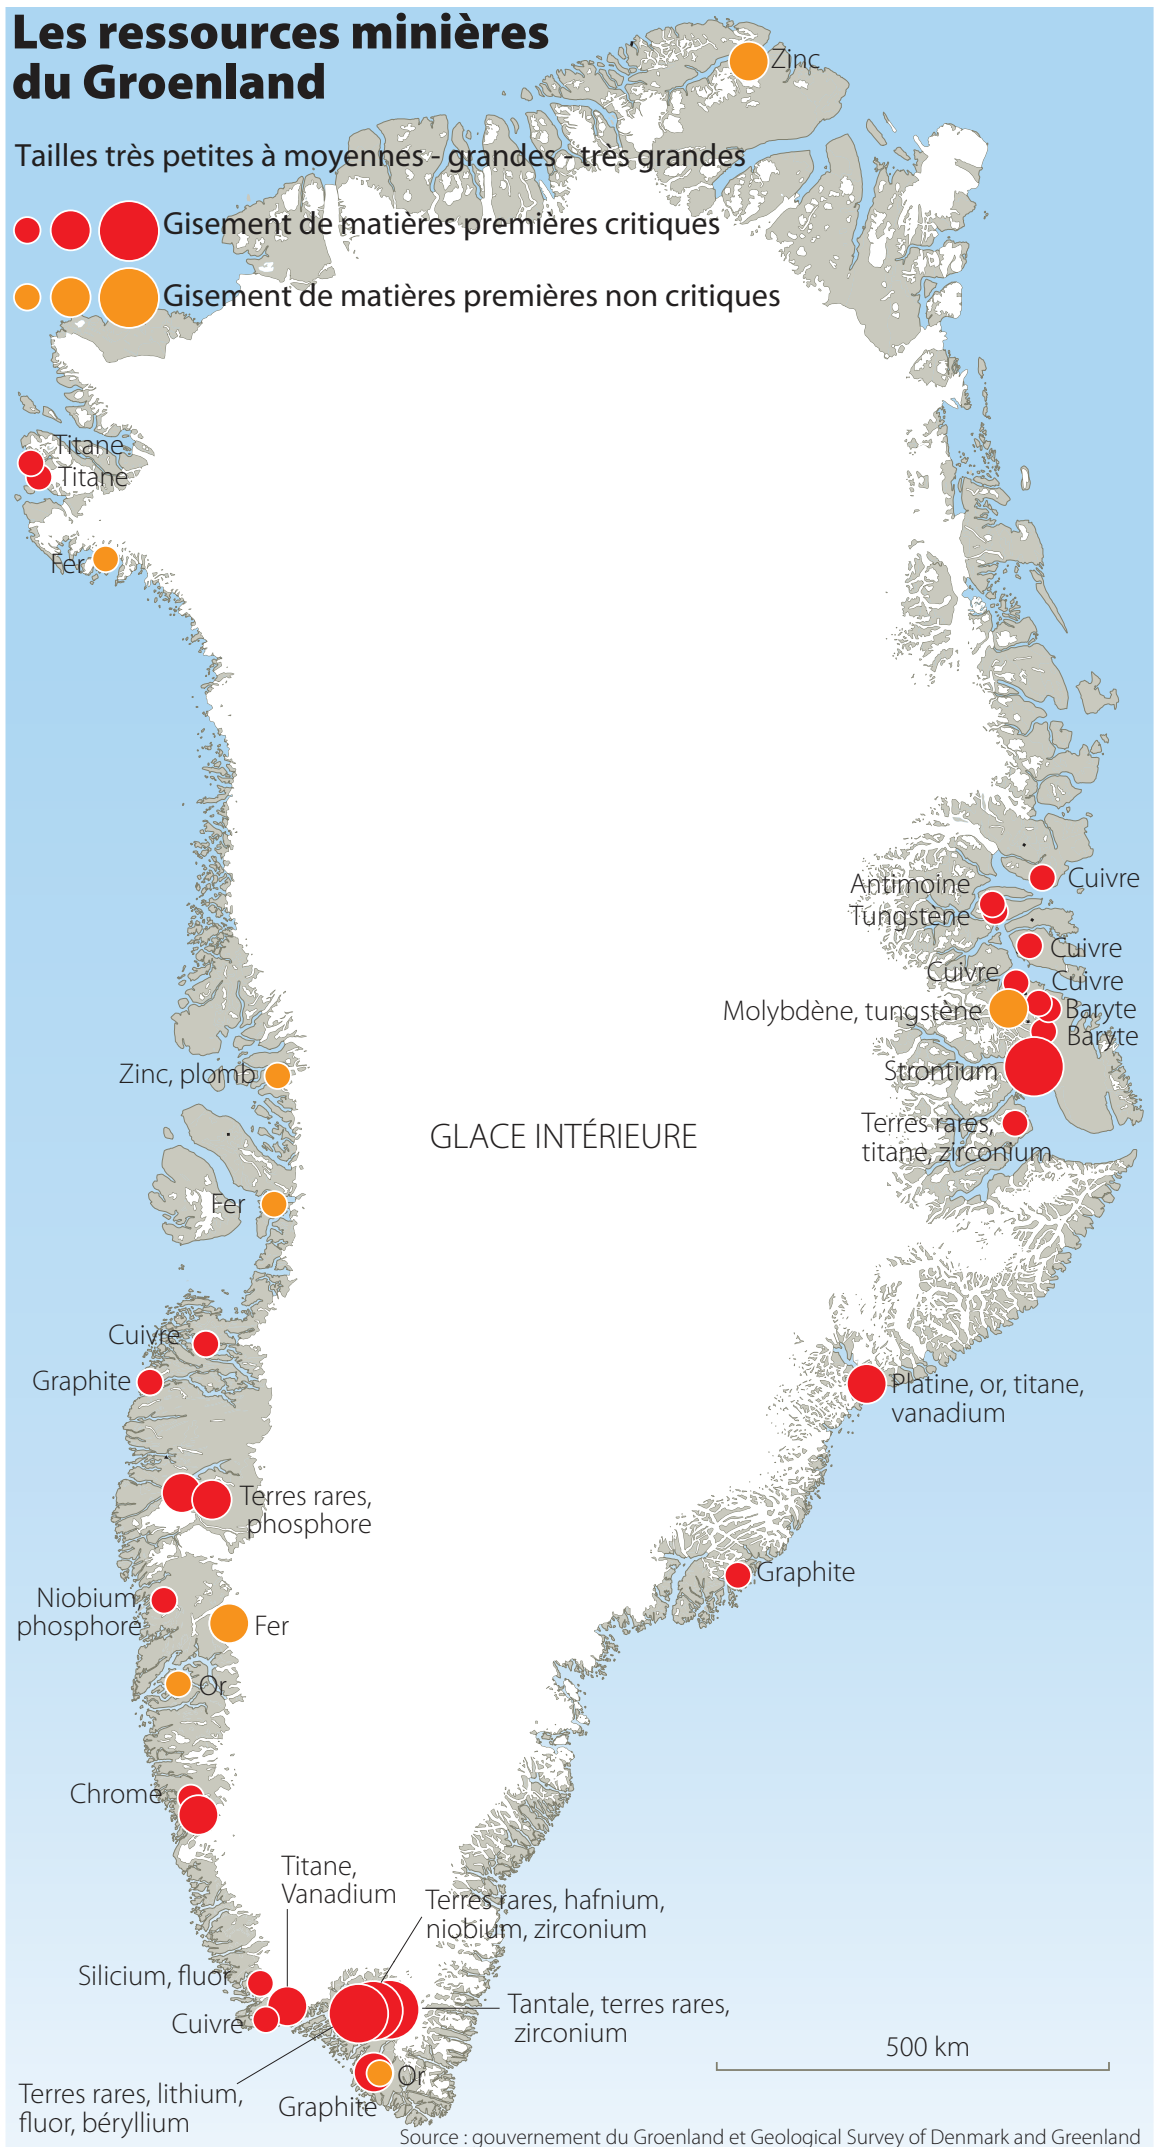 Les ressources minières
du Groenland
Zinc
Tailles très petites à moyennes - grandes - très grandes
Gisement de matières premières critiques
Gisement de matières premières non critiques
Titane
Titane
Fer
Cuivre
Antimoine
Tungstène
Cuivre
Cuivre
Cuivre
Molybdène, tungstène
Baryte
Baryte
Strontium
Zinc, plomb
Terres rares,
titane, zirconium
GLACE INTÉRIEURE
Fer
Cuivre
Graphite
Platine, or, titane,
vanadium
Terres rares,
phosphore
Graphite
Niobium,
phosphore
Fer
Or
Chrome
Titane,
Vanadium
Terres rares, hafnium,
niobium, zirconium
Silicium, fluor
Cuivre
Tantale, terres rares,
zirconium
500 km
Or
Graphite
Terres rares, lithium,
fluor, béryllium
Source : gouvernement du Groenland et Geological Survey of Denmark and Greenland